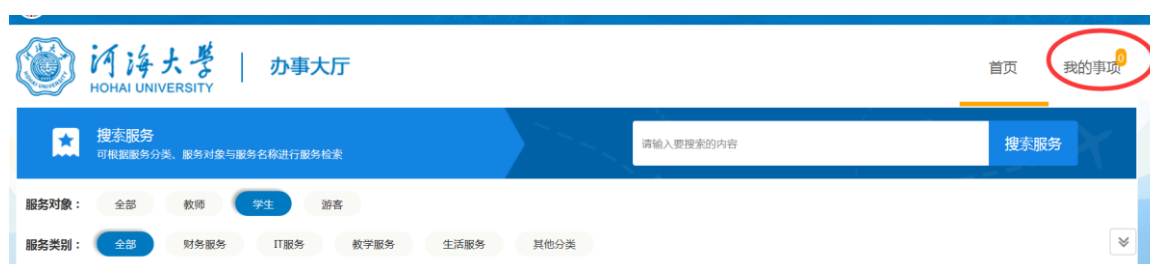 河海大学
HOHAI UNIVERSITY
办事大厅
首页
我的事项
0
搜索服务
可根据服务分类、服务对象与服务名称进行服务检索
请输入要搜索的内容
搜索服务
服务对象： 全部 教师 学生 游客
服务类别： 全部 财务服务 IT服务 教学服务 生活服务 其他分类